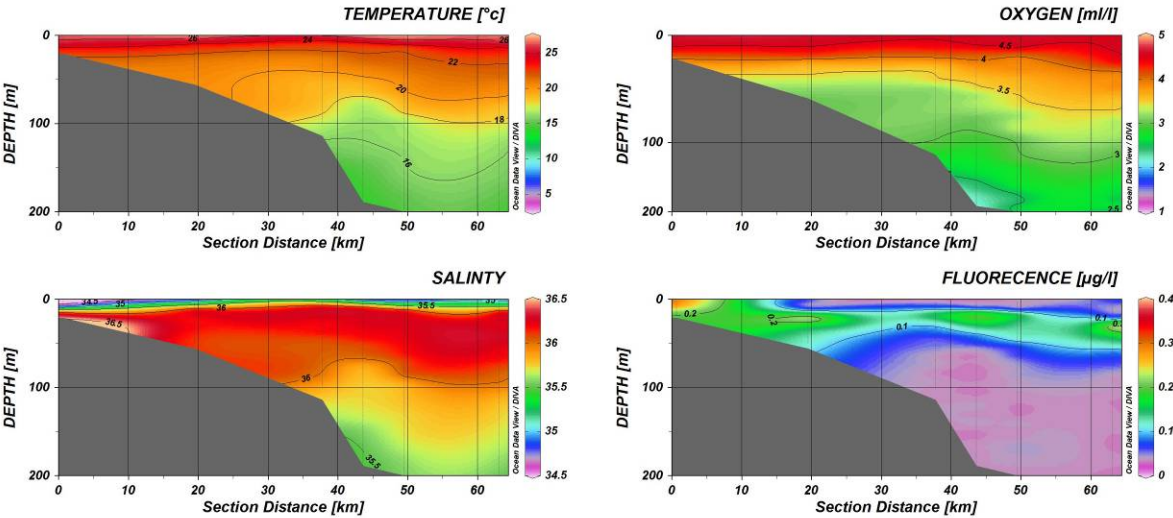 TEMPERATURE [°c]
26
24
26
22
20
18
16
0
100
200
DEPTH [m]
0 10 20 30 40 50 60
Section Distance [km]
25
20
15
10
5
Ocean Data View / DIVA
OXYGEN [ml/l]
4.5
4
3.5
3
2.5
0
100
200
DEPTH [m]
0 10 20 30 40 50 60
Section Distance [km]
5
4
3
2
1
Ocean Data View / DIVA
SALINTY
34.5
35
36
35.5
35
36.5
36
35.5
0
100
200
DEPTH [m]
0 10 20 30 40 50 60
Section Distance [km]
36.5
36
35.5
35
34.5
Ocean Data View / DIVA
FLUORECENCE [µg/l]
0.2
0.2
0.1
0.1
0
100
200
DEPTH [m]
0 10 20 30 40 50 60
Section Distance [km]
0.4
0.3
0.2
0.1
0
Ocean Data View / DIVA